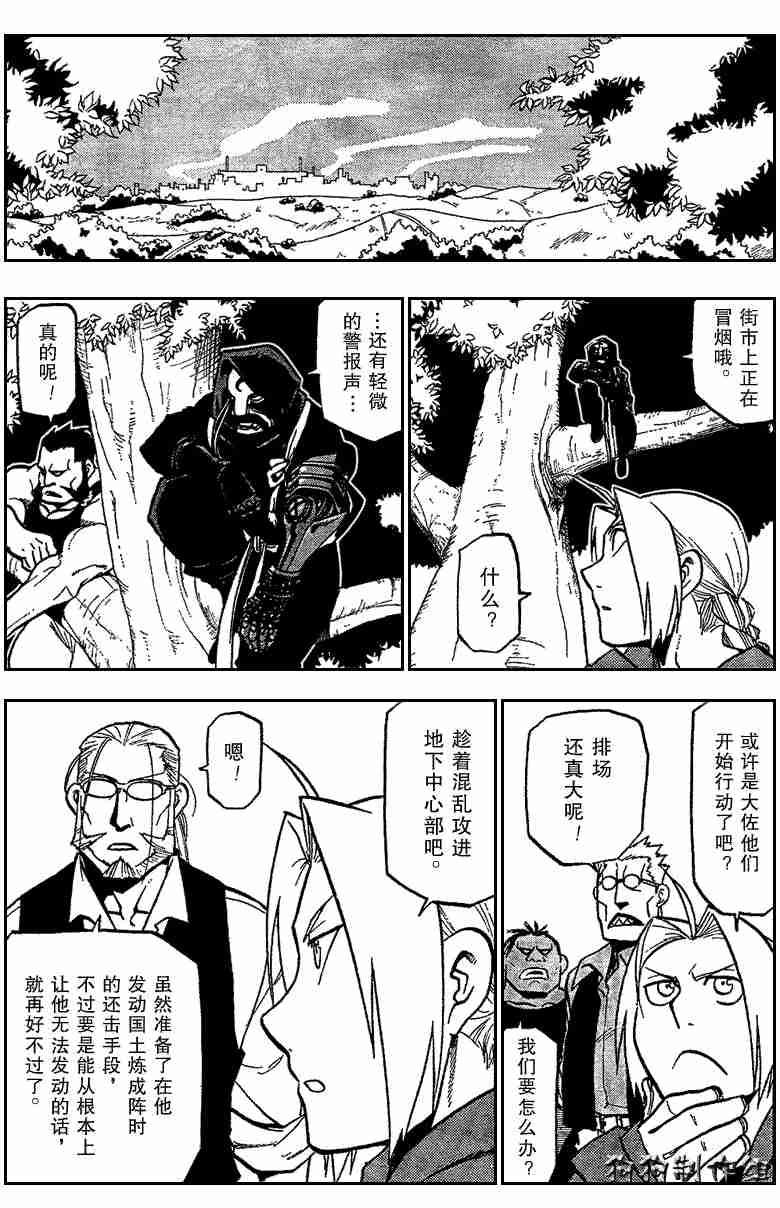 街市上正在
冒烟哦。
什么？
…还有轻微
的警报声…
真的呢！
或许是大佐他们
开始行动了吧？
排场
还真大呢！
我们要怎么办？
趁着混乱攻进
地下中心部吧。
嗯！
虽然准备了在他
发动国土炼成阵时
的还击手段，
不过要是能从根本上
让他无法发动的话，
就再好不过了。
狗狗制作组